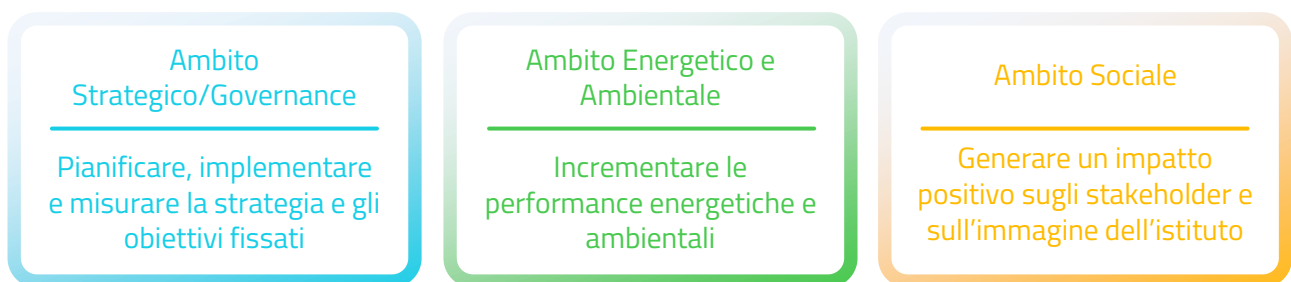 Ambito
Strategico/Governance
Pianificare, implementare
e misurare la strategia e gli
obiettivi fissati
Ambito Energetico e
Ambientale
Incrementare le
performance energetiche e
ambientali
Ambito Sociale
Generare un impatto
positivo sugli stakeholder e
sull’immagine dell’istituto